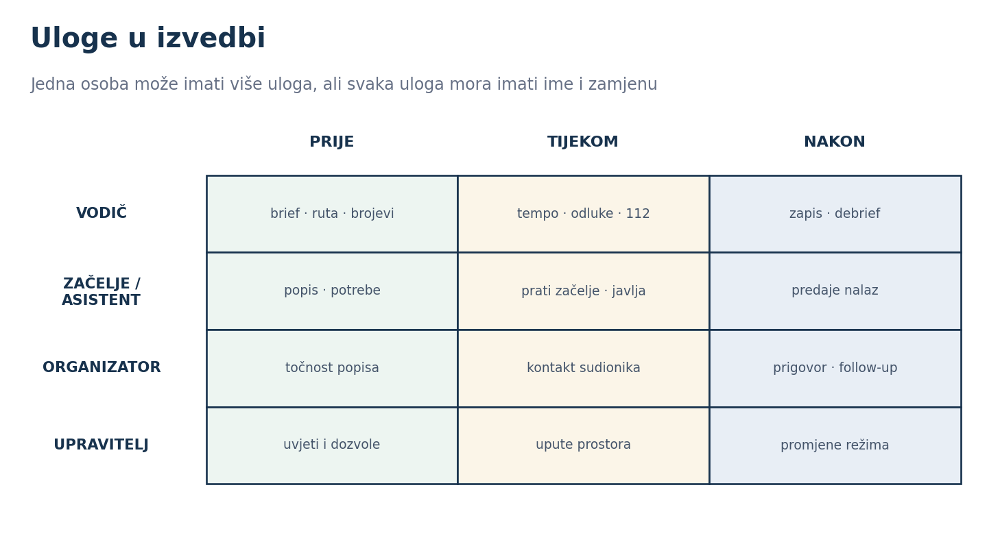 Uloge u izvedbi
Jedna osoba može imati više uloga, ali svaka uloga mora imati ime i zamjenu
PRIJE TIJEKOM NAKON
VODIČ brief · ruta · brojevi tempo · odluke · 112 zapis · debrief
ZAČELJE /
ASISTENT popis · potrebe prati začelje · javlja predaje nalaz
ORGANIZATOR točnost popisa kontakt sudionika prigovor · follow-up
UPRAVITELJ uvjeti i dozvole upute prostora promjene režima